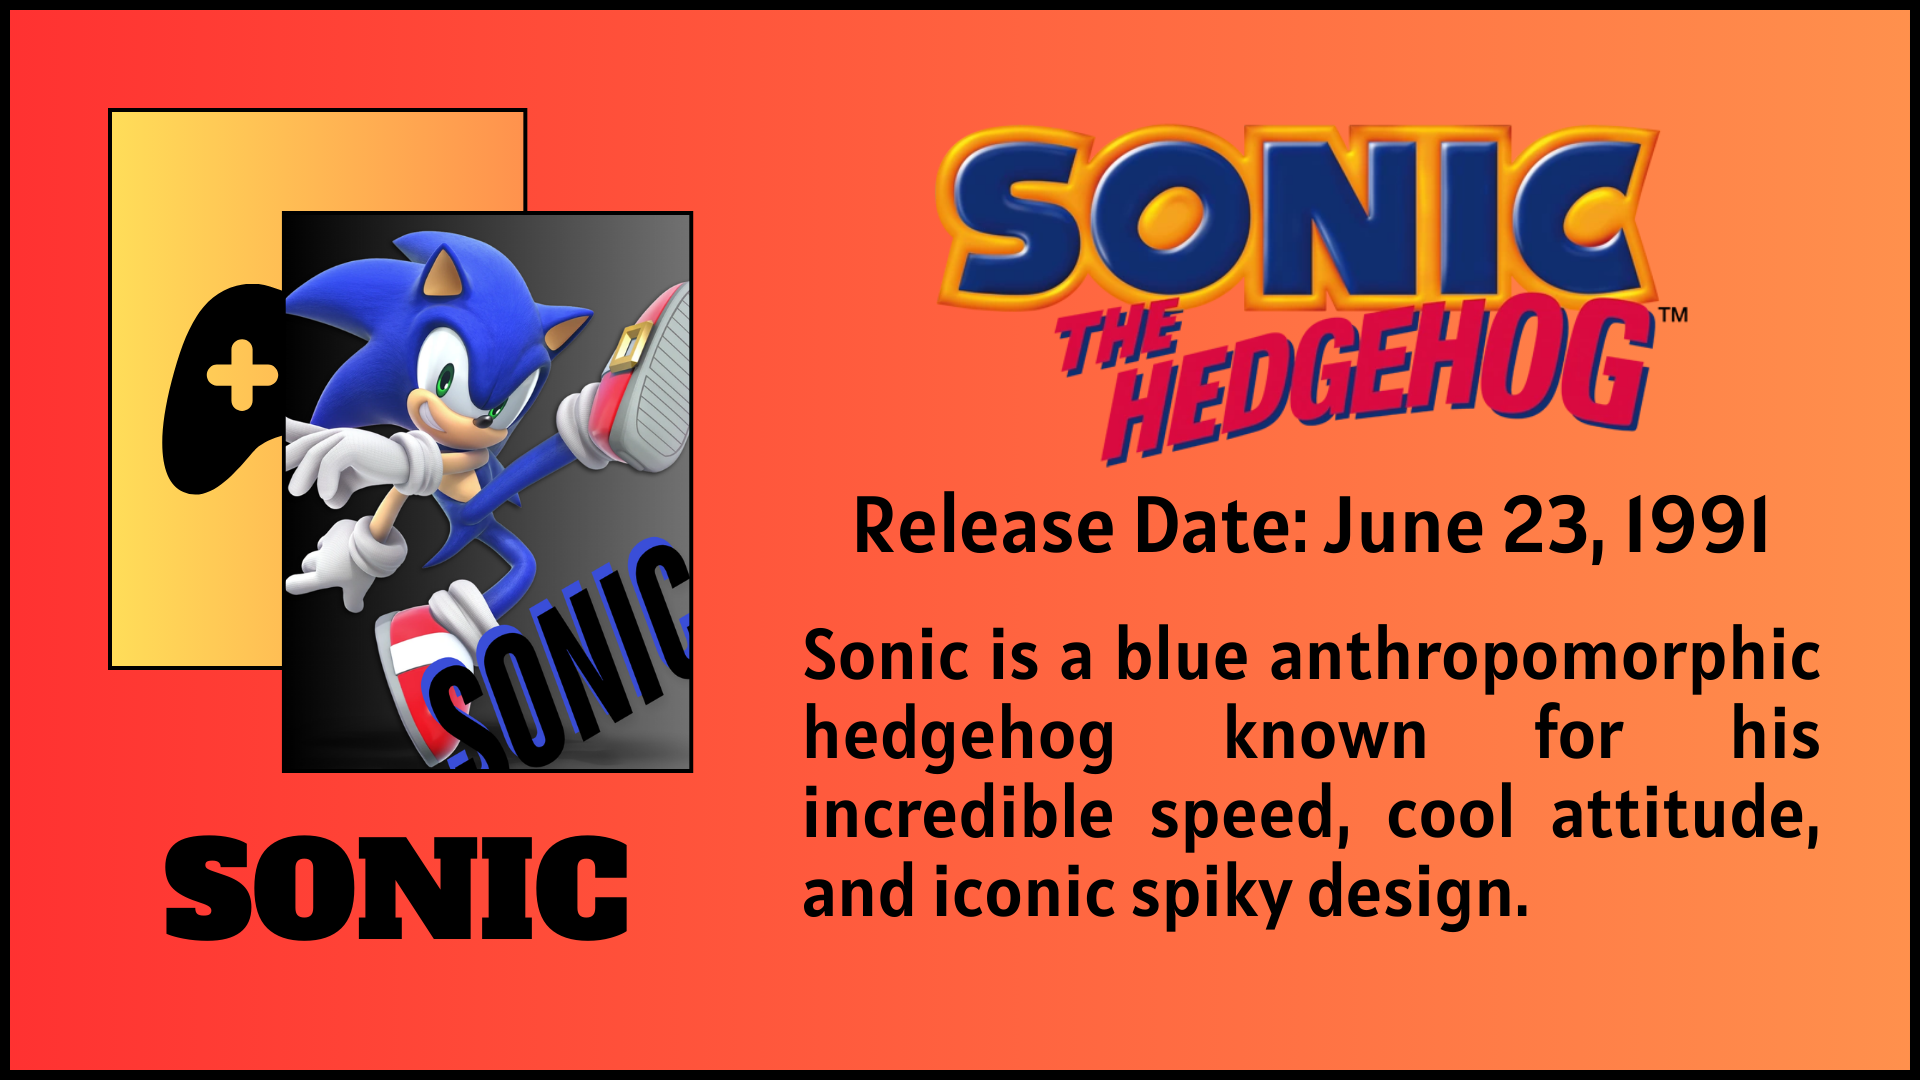 SONIC
THE
HEDGEHOG
TM
Release Date: June 23, 1991
Sonic is a blue anthropomorphic
hedgehog known for his
incredible speed, cool attitude,
and iconic spiky design.
SONIC
SONIC